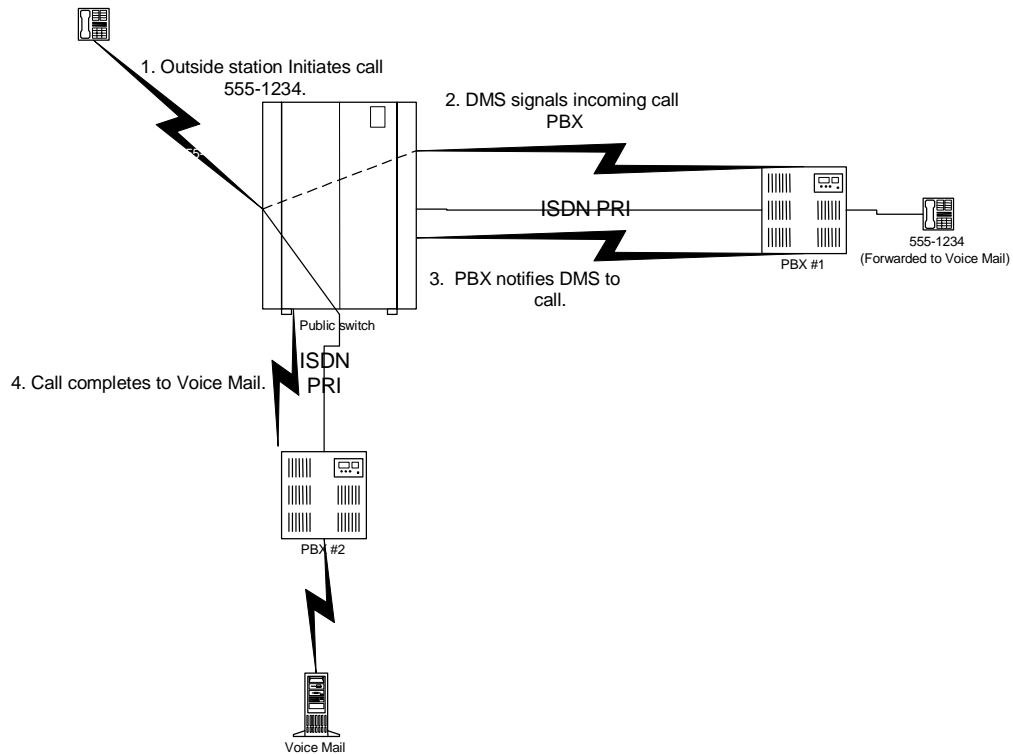 1. Outside station Initiates call
555-1234.
2. DMS signals incoming call
PBX
ISDN PRI
555-1234
(Forwarded to Voice Mail)
PBX #1
3. PBX notifies DMS to
call.
Public switch
ISDN
PRI
4. Call completes to Voice Mail.
PBX #2
Voice Mail